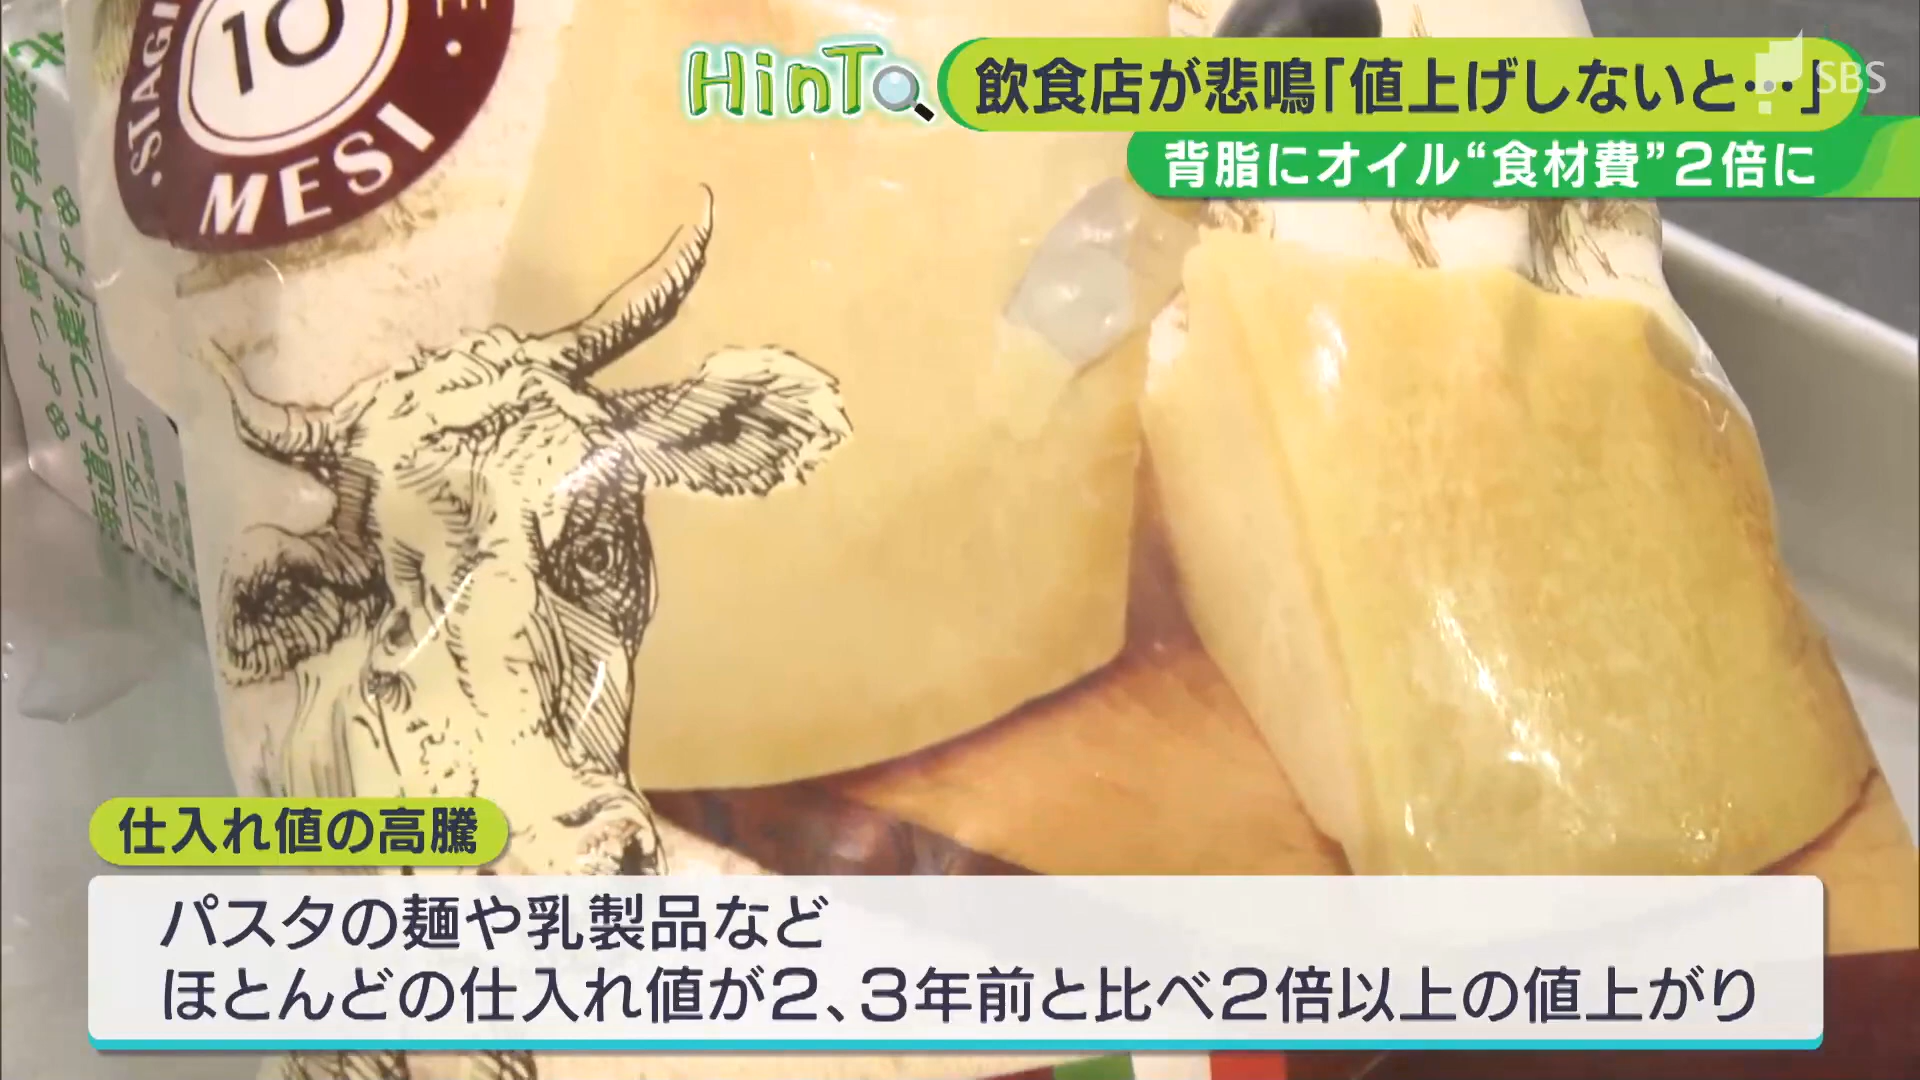 STAGI
10
MESI
HinT
飲食店が悲鳴「値上げしないと…」
SBS
背脂にオイル“食材費”2倍に
バター
仕入れ値の高騰
パスタの麺や乳製品など
ほとんどの仕入れ値が2、3年前と比べ2倍以上の値上がり